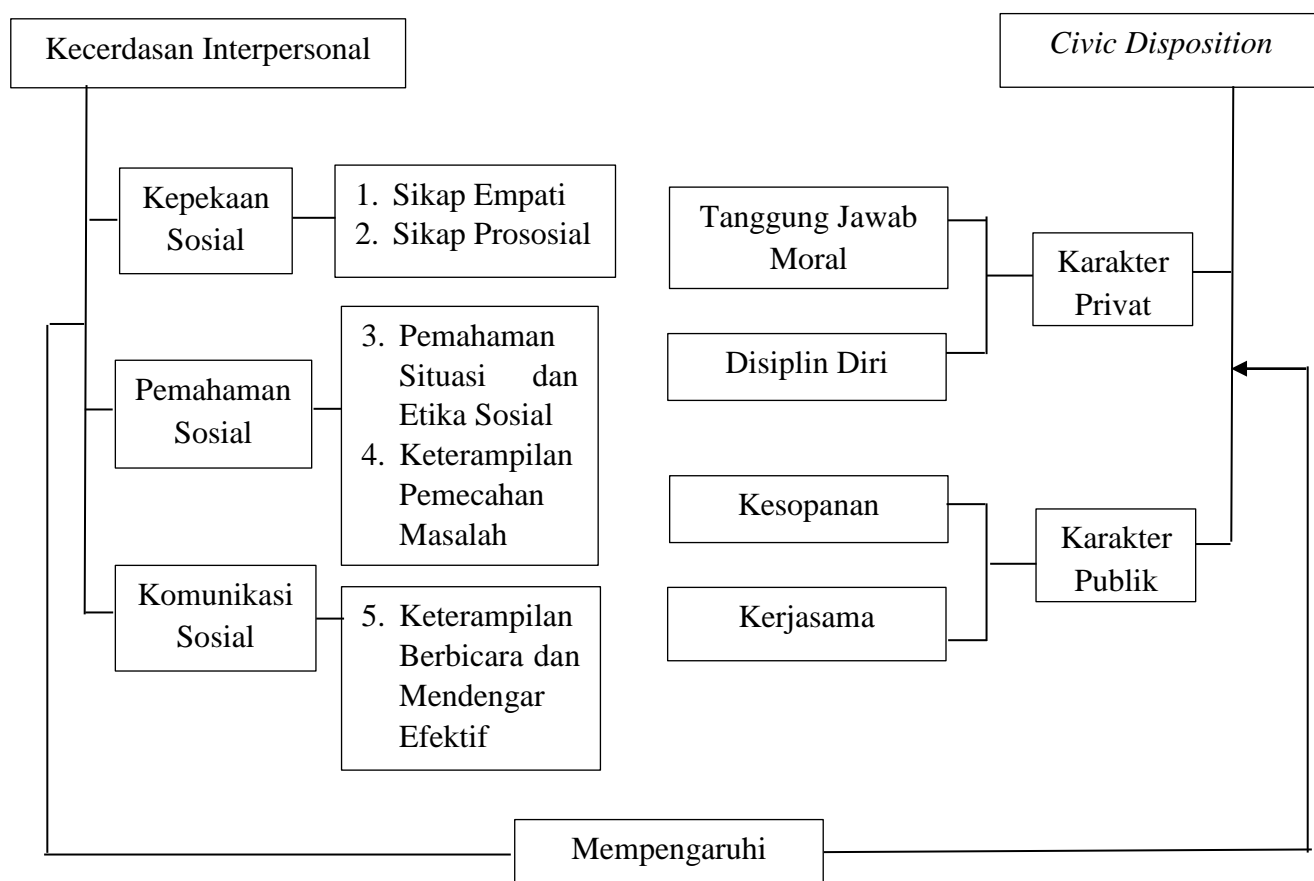 Kecerdasan Interpersonal
Civic Disposition
Kepekaan
Sosial
1. Sikap Empati
2. Sikap Prososial
Tanggung Jawab
Moral
Karakter
Privat
Disiplin Diri
Pemahaman
Sosial
3. Pemahaman
Situasi dan
Etika Sosial
4. Keterampilan
Pemecahan
Masalah
Kesopanan
Karakter
Publik
Kerjasama
Komunikasi
Sosial
5. Keterampilan
Berbicara dan
Mendengar
Efektif
Mempengaruhi